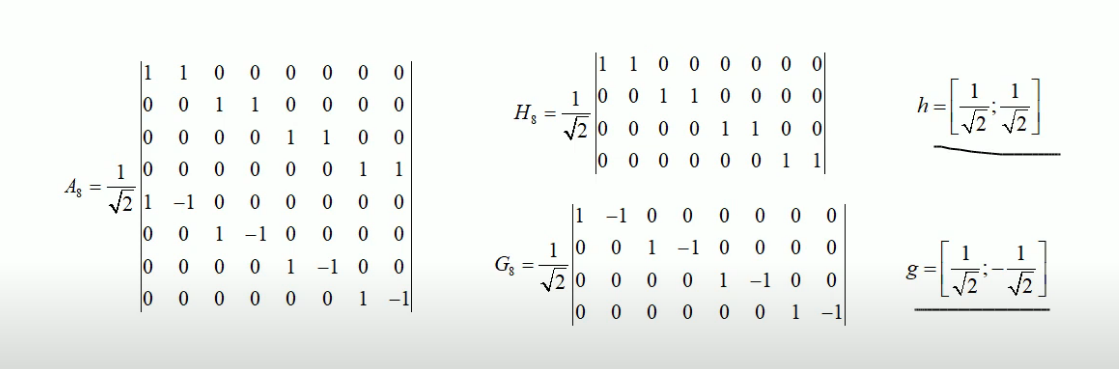 A₈ = 1/√2
1 1 0 0 0 0 0 0
0 0 1 1 0 0 0 0
0 0 0 0 1 1 0 0
0 0 0 0 0 0 1 1
1 −1 0 0 0 0 0 0
0 0 1 −1 0 0 0 0
0 0 0 0 1 −1 0 0
0 0 0 0 0 0 1 −1
H₈ = 1/√2
1 1 0 0 0 0 0 0
0 0 1 1 0 0 0 0
0 0 0 0 1 1 0 0
0 0 0 0 0 0 1 1
G₈ = 1/√2
1 −1 0 0 0 0 0 0
0 0 1 −1 0 0 0 0
0 0 0 0 1 −1 0 0
0 0 0 0 0 0 1 −1
h = [1/√2; 1/√2]
g = [1/√2; −1/√2]